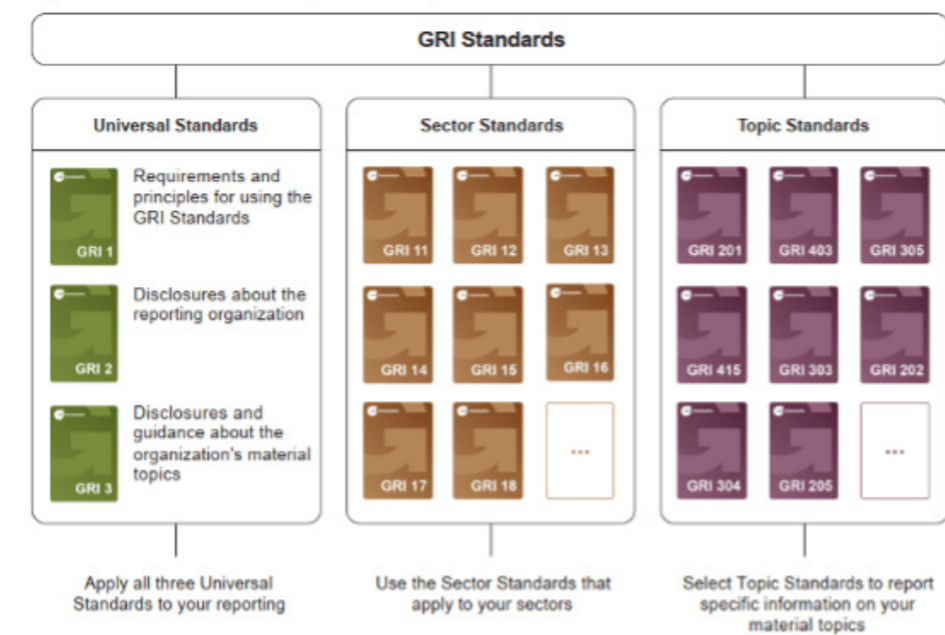 GRI Standards
Universal Standards
Requirements and
principles for using the
GRI Standards
GRI 1
Disclosures about the
reporting organization
GRI 2
Disclosures and
guidance about the
organization's material
topics
GRI 3
Apply all three Universal
Standards to your reporting
Sector Standards
GRI 11
GRI 12
GRI 13
GRI 14
GRI 15
GRI 16
GRI 17
GRI 18
...
Use the Sector Standards that
apply to your sectors
Topic Standards
GRI 201
GRI 403
GRI 305
GRI 415
GRI 303
GRI 202
GRI 304
GRI 205
...
Select Topic Standards to report
specific information on your
material topics